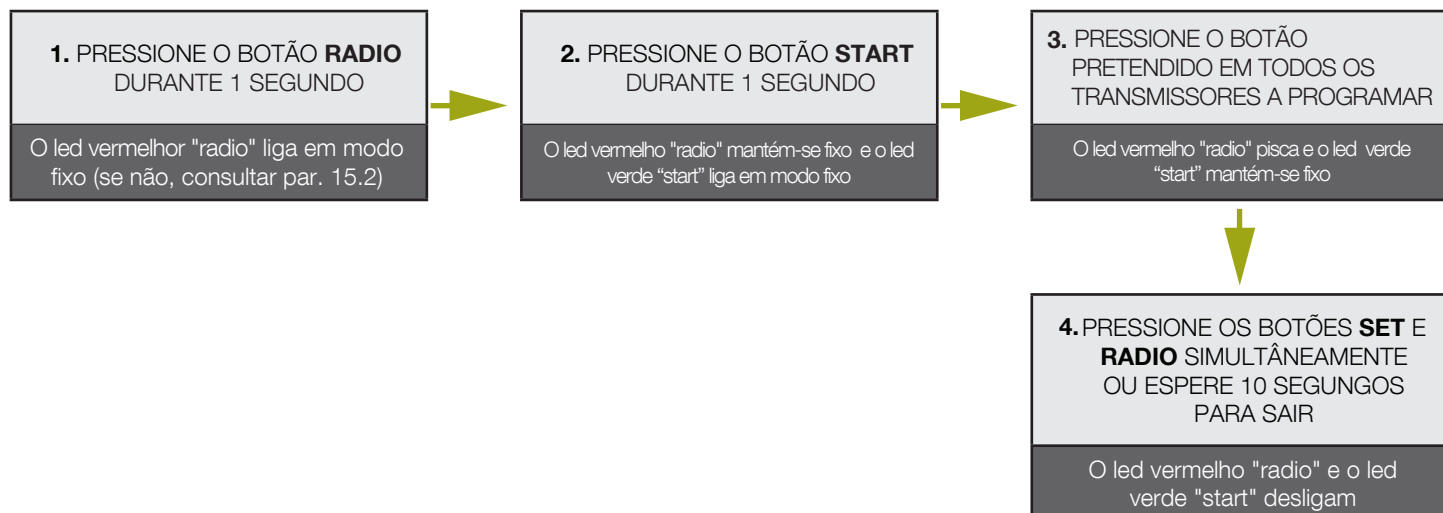 1. PRESSIONE O BOTÃO RADIO
DURANTE 1 SEGUNDO
O led vermelhor "radio" liga em modo
fixo (se não, consultar par. 15.2)
2. PRESSIONE O BOTÃO START
DURANTE 1 SEGUNDO
O led vermelho "radio" mantém-se fixo e o led
verde “start” liga em modo fixo
3. PRESSIONE O BOTÃO
PRETENDIDO EM TODOS OS
TRANSMISSORES A PROGRAMAR
O led vermelho "radio" pisca e o led verde
“start” mantém-se fixo
4. PRESSIONE OS BOTÕES SET E
RADIO SIMULTÂNEAMENTE
OU ESPERE 10 SEGUNGOS
PARA SAIR
O led vermelho "radio" e o led
verde "start" desligam